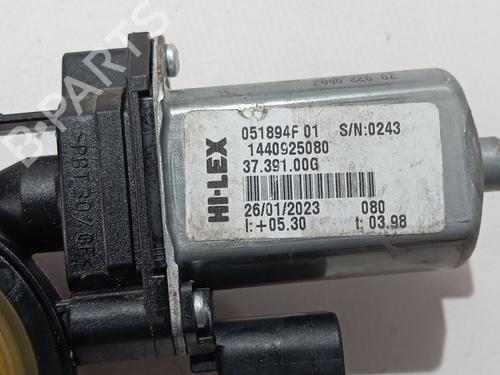 B-PARTS
051894F 01 S/N:0243
1440925080
37.391.00G
HI-LEX
26/01/2023 080
I:+05.30 t: 03.98